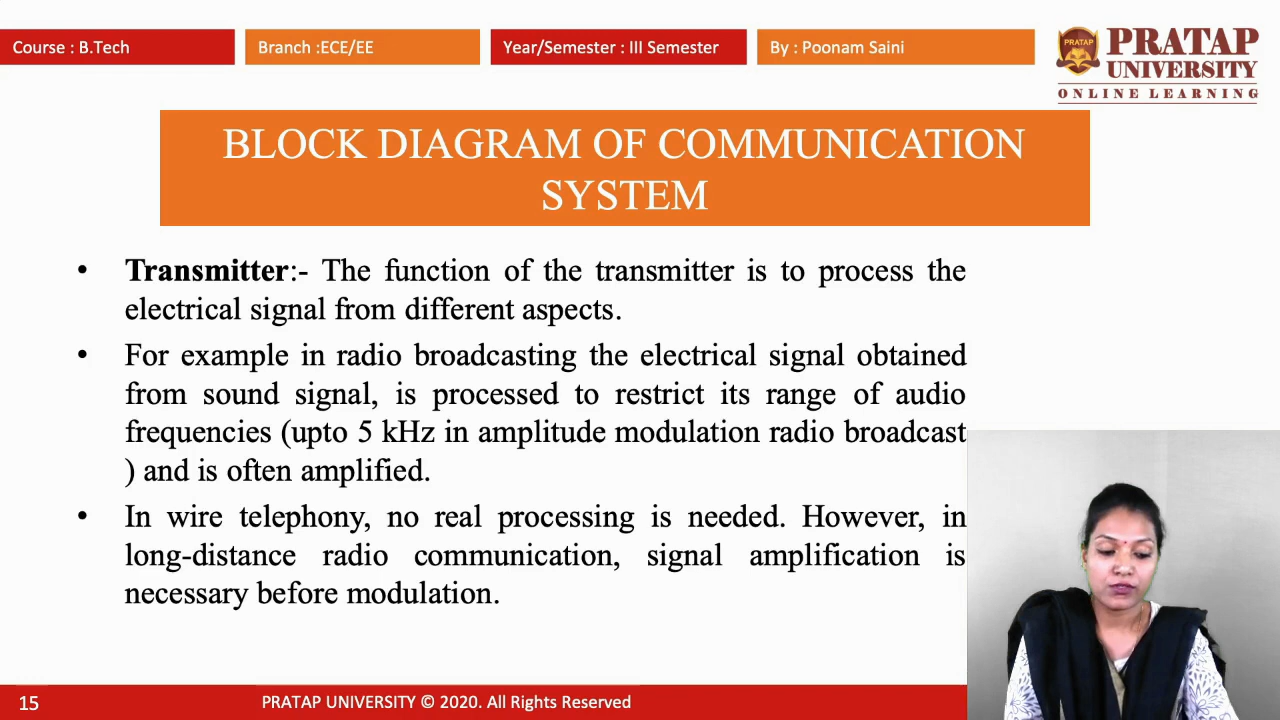 Course : B.Tech
Branch :ECE/EE
Year/Semester : III Semester
By : Poonam Saini
PRATAP
PRATAP
UNIVERSITY
ONLINE LEARNING
BLOCK DIAGRAM OF COMMUNICATION
SYSTEM
• Transmitter:- The function of the transmitter is to process the
electrical signal from different aspects.
• For example in radio broadcasting the electrical signal obtained
from sound signal, is processed to restrict its range of audio
frequencies (upto 5 kHz in amplitude modulation radio broadcast
) and is often amplified.
• In wire telephony, no real processing is needed. However, in
long-distance radio communication, signal amplification is
necessary before modulation.
15
PRATAP UNIVERSITY © 2020. All Rights Reserved